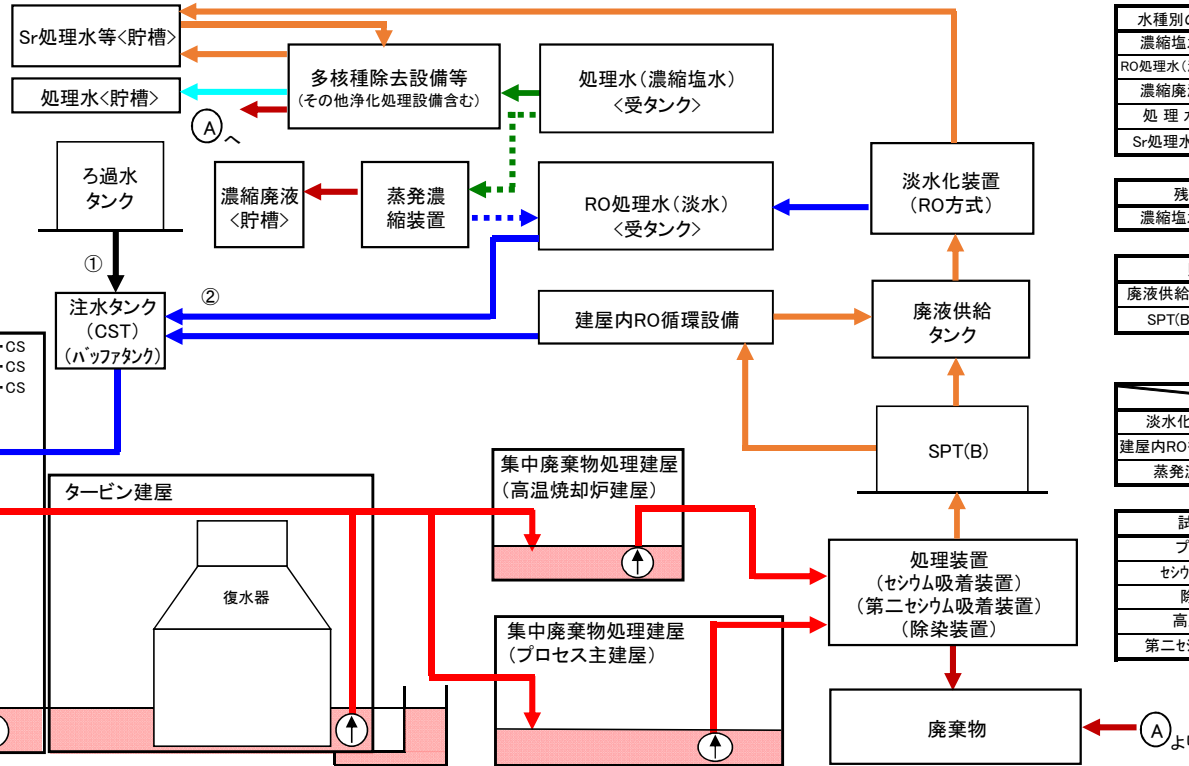 Sr処理水等<貯槽>
処理水<貯槽>
多核種除去設備等
(その他浄化処理設備含む)
Aへ
処理水(濃縮塩水)
<受タンク>
ろ過水
タンク
濃縮廃液
<貯槽>
蒸発濃
縮装置
RO処理水(淡水)
<受タンク>
淡水化装置
(RO方式)
①
②
注水タンク
(CST)
(バッファタンク)
建屋内RO循環設備
廃液供給
タンク
・CS
・CS
・CS
SPT(B)
タービン建屋
復水器
集中廃棄物処理建屋
(高温焼却炉建屋)
集中廃棄物処理建屋
(プロセス主建屋)
処理装置
(セシウム吸着装置)
(第二セシウム吸着装置)
(除染装置)
廃棄物
Aよ
水種別
濃縮塩
RO処理水(
濃縮廃
処理
Sr処理水
残
濃縮塩
廃液供給
SPT(B
淡水化
建屋内RO
蒸発
試
プ
セシウ
除
高
第二セシ